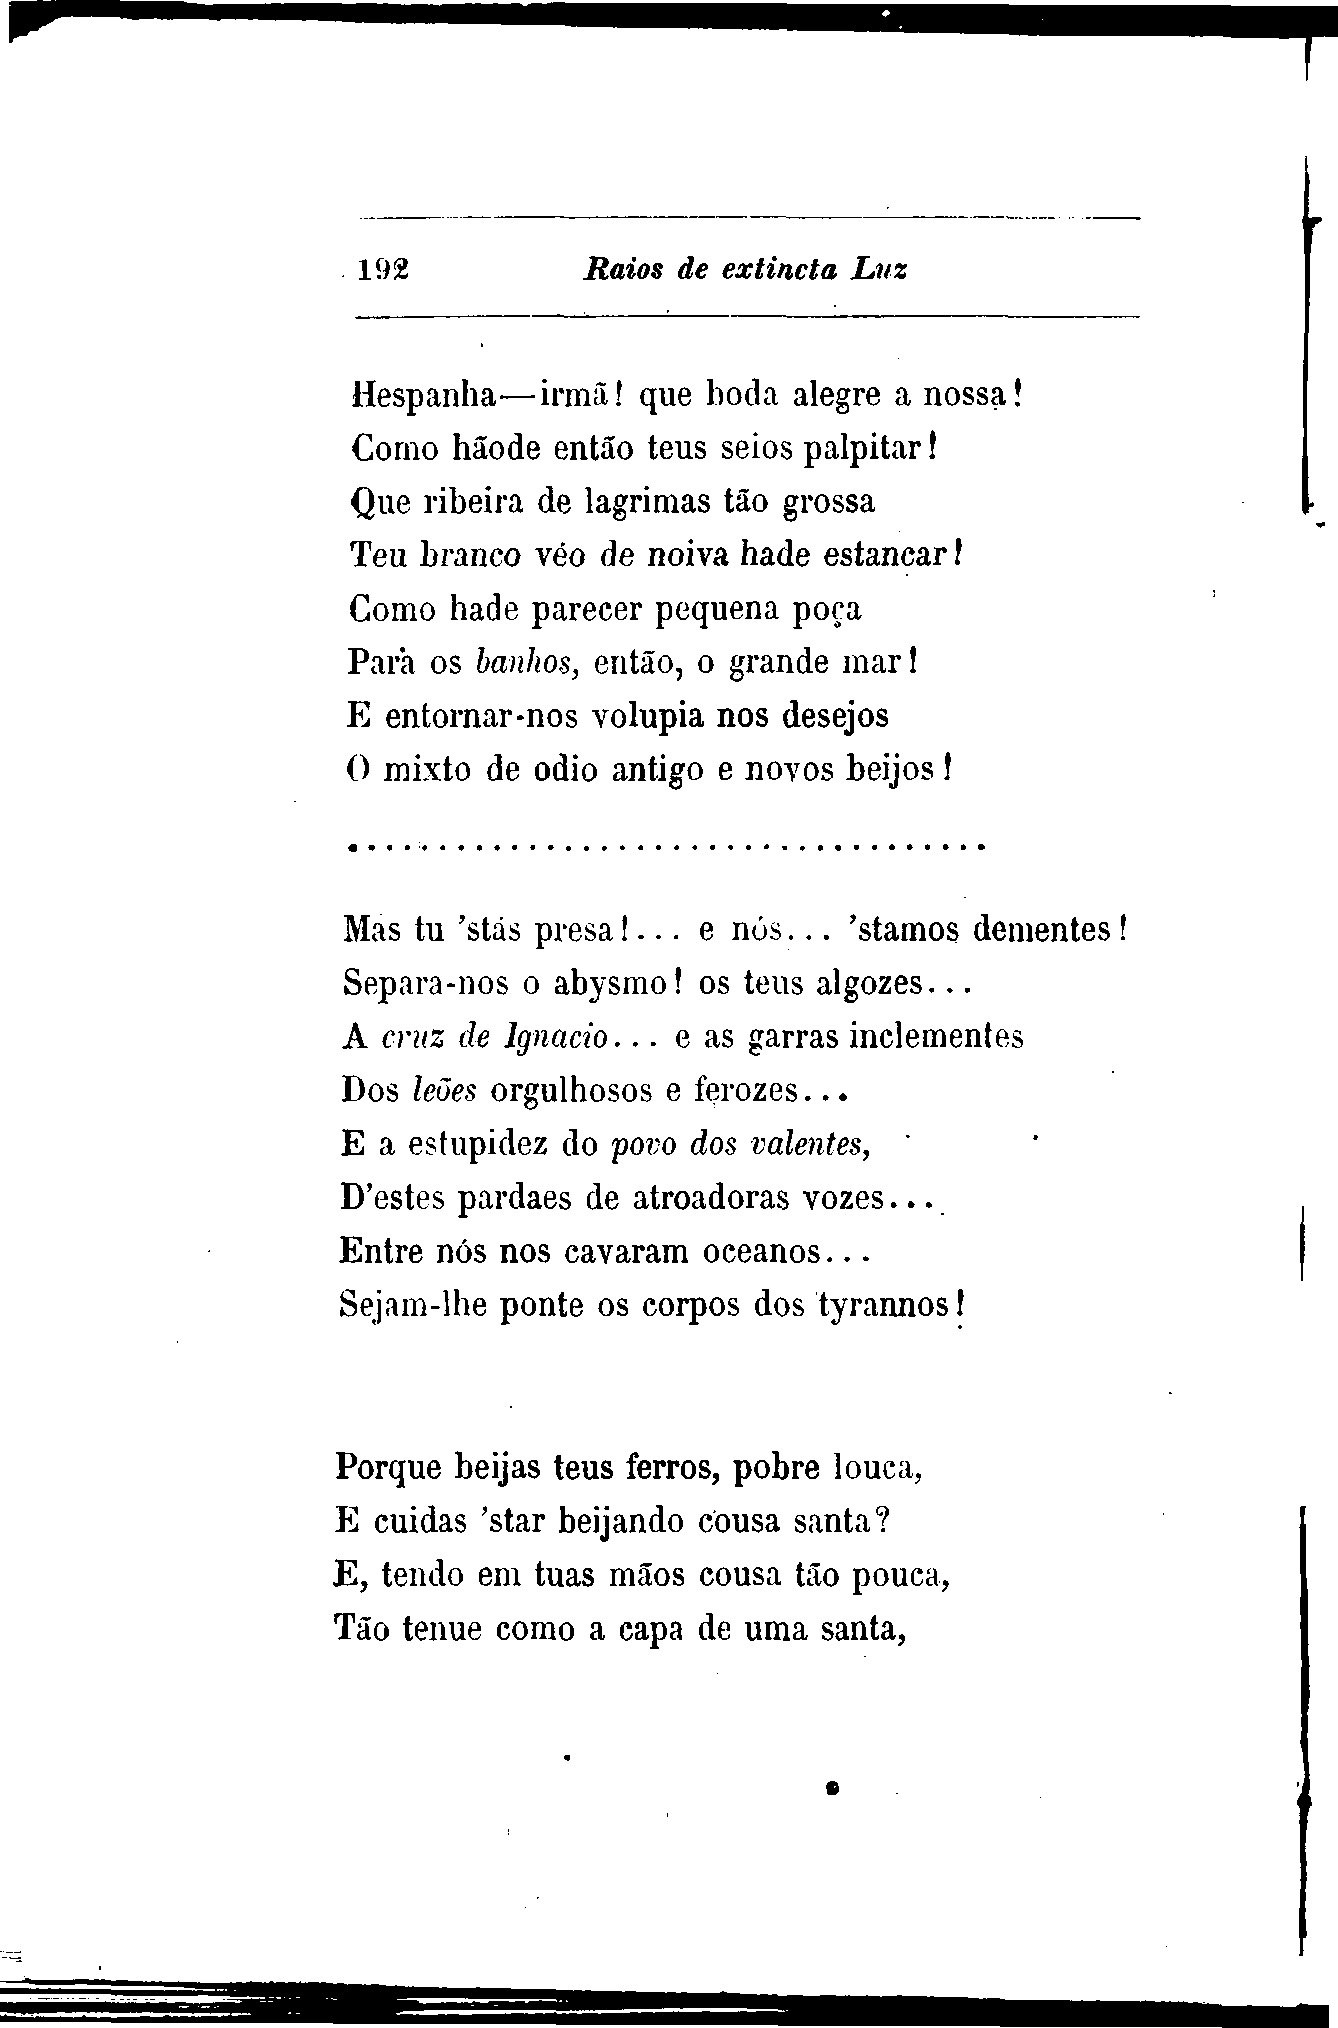 192 Raios de extincta Luz
Hespanha—irmã! que boda alegre a nossa!
Como hãode então teus seios palpitar!
Que ribeira de lagrimas tão grossa
Teu branco véo de noiva hade estancar!
Como hade parecer pequena poça
Para os banhos, então, o grande mar!
E entornar-nos volupia nos desejos
O mixto de odio antigo e novos beijos!
....................................
Mas tu 'stás presa!... e nós... 'stamos dementes!
Separa-nos o abysmo! os teus algozes...
A cruz de Ignacio... e as garras inclementes
Dos leões orgulhosos e ferozes...
E a estupidez do povo dos valentes,
D'estes pardaes de atroadoras vozes...
Entre nós nos cavaram oceanos...
Sejam-lhe ponte os corpos dos tyrannos!
Porque beijas teus ferros, pobre louca,
E cuidas 'star beijando cousa santa?
E, tendo em tuas mãos cousa tão pouca,
Tão tenue como a capa de uma santa,